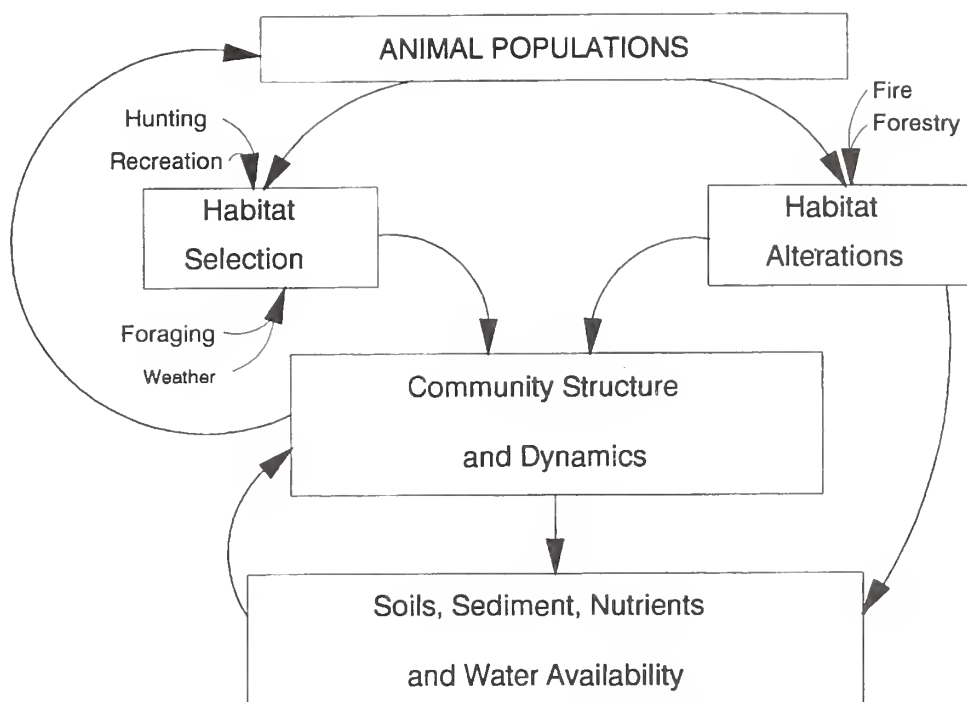 ANIMAL POPULATIONS
Hunting
Recreation
Fire
Forestry
Habitat
Selection
Habitat
Alterations
Foraging
Weather
Community Structure
and Dynamics
Soils, Sediment, Nutrients
and Water Availability